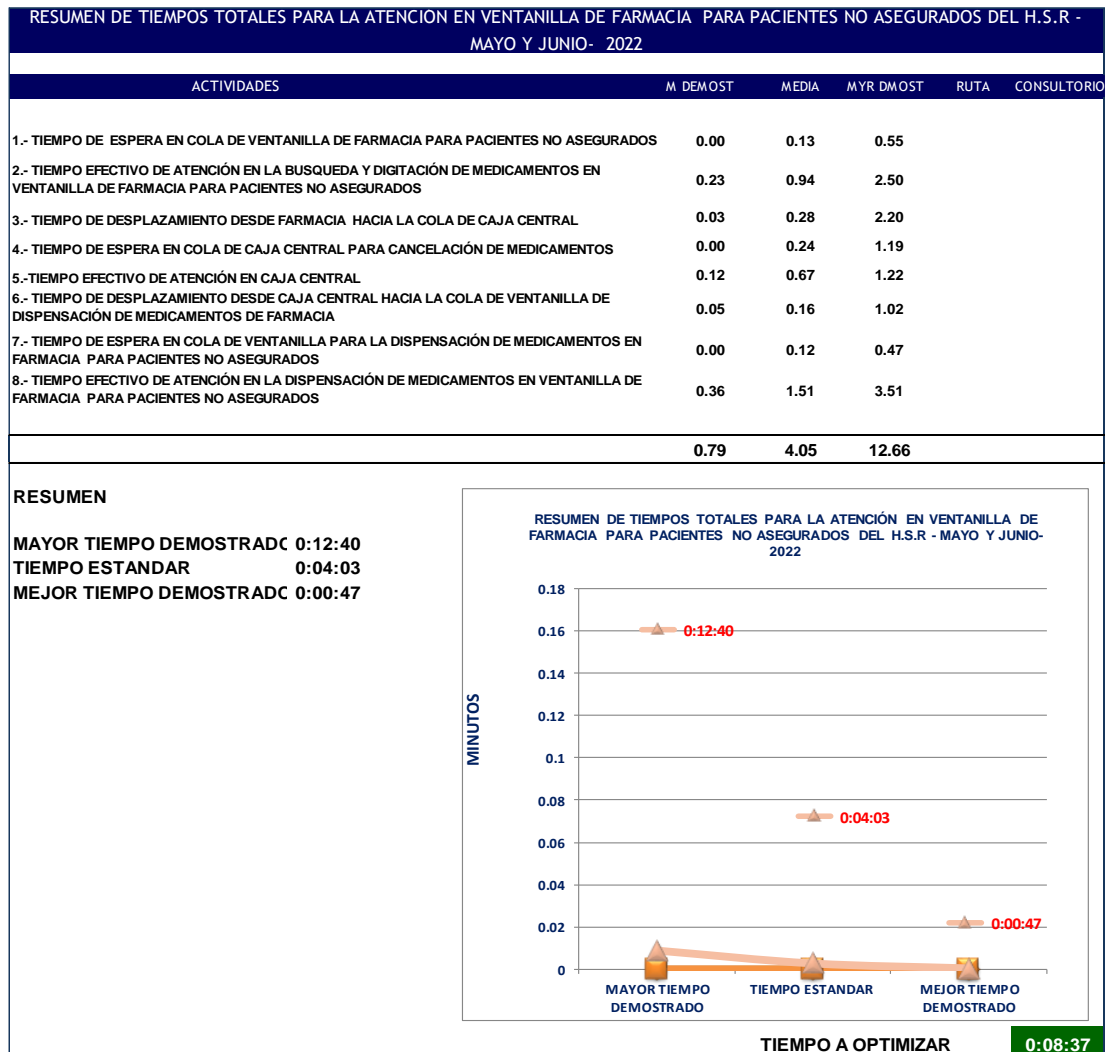 RESUMEN DE TIEMPOS TOTALES PARA LA ATENCION EN VENTANILLA DE FARMACIA PARA PACIENTES NO ASEGURADOS DEL H.S.R -
MAYO Y JUNIO- 2022
ACTIVIDADES M DEMOST MEDIA MYR DMOST RUTA CONSULTORIO
1.- TIEMPO DE ESPERA EN COLA DE VENTANILLA DE FARMACIA PARA PACIENTES NO ASEGURADOS 0.00 0.13 0.55
2.- TIEMPO EFECTIVO DE ATENCIÓN EN LA BUSQUEDA Y DIGITACIÓN DE MEDICAMENTOS EN
VENTANILLA DE FARMACIA PARA PACIENTES NO ASEGURADOS 0.23 0.94 2.50
3.- TIEMPO DE DESPLAZAMIENTO DESDE FARMACIA HACIA LA COLA DE CAJA CENTRAL 0.03 0.28 2.20
4.- TIEMPO DE ESPERA EN COLA DE CAJA CENTRAL PARA CANCELACIÓN DE MEDICAMENTOS 0.00 0.24 1.19
5.-TIEMPO EFECTIVO DE ATENCIÓN EN CAJA CENTRAL 0.12 0.67 1.22
6.- TIEMPO DE DESPLAZAMIENTO DESDE CAJA CENTRAL HACIA LA COLA DE VENTANILLA DE
DISPENSACIÓN DE MEDICAMENTOS DE FARMACIA 0.05 0.16 1.02
7.- TIEMPO DE ESPERA EN COLA DE VENTANILLA PARA LA DISPENSACIÓN DE MEDICAMENTOS EN
FARMACIA PARA PACIENTES NO ASEGURADOS 0.00 0.12 0.47
8.- TIEMPO EFECTIVO DE ATENCIÓN EN LA DISPENSACIÓN DE MEDICAMENTOS EN VENTANILLA DE
FARMACIA PARA PACIENTES NO ASEGURADOS 0.36 1.51 3.51
0.79 4.05 12.66
RESUMEN
MAYOR TIEMPO DEMOSTRADO 0:12:40
TIEMPO ESTANDAR 0:04:03
MEJOR TIEMPO DEMOSTRADO 0:00:47
RESUMEN DE TIEMPOS TOTALES PARA LA ATENCIÓN EN VENTANILLA DE
FARMACIA PARA PACIENTES NO ASEGURADOS DEL H.S.R - MAYO Y JUNIO-
2022
MINUTOS
0.18
0.16
0.14
0.12
0.1
0.08
0.06
0.04
0.02
0
0:12:40
0:04:03
0:00:47
MAYOR TIEMPO
DEMOSTRADO
TIEMPO ESTANDAR
MEJOR TIEMPO
DEMOSTRADO
TIEMPO A OPTIMIZAR 0:08:37